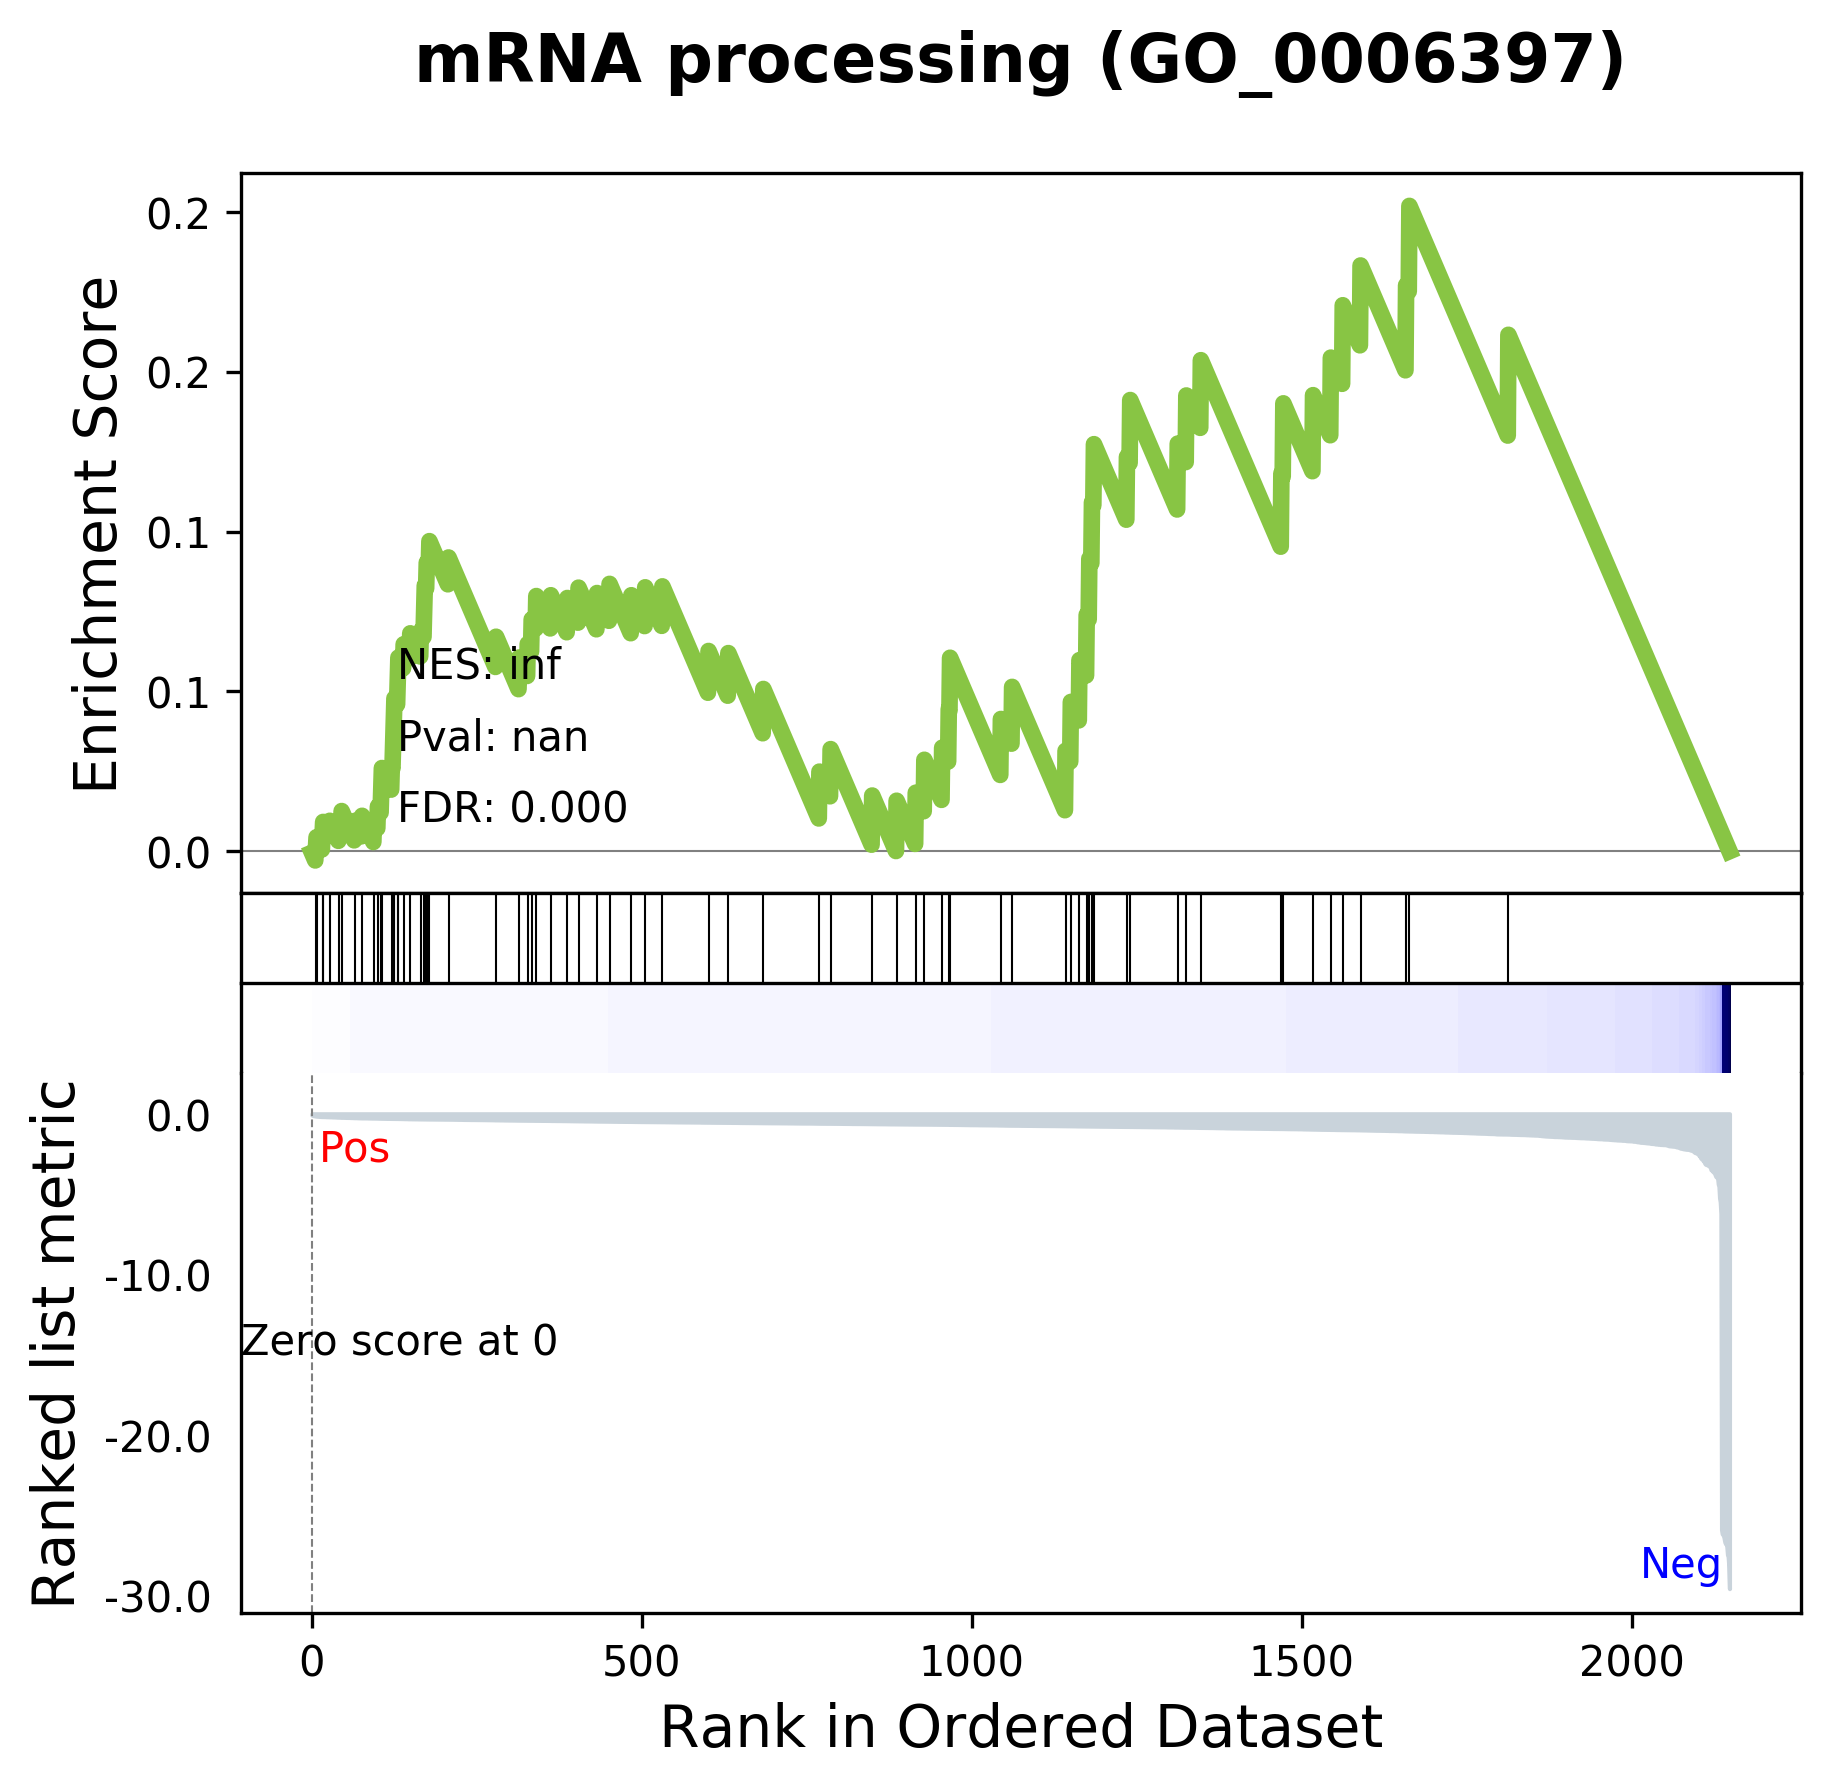 mRNA processing (GO_0006397)
Enrichment Score
0.2
0.2
0.1
0.1
0.0
NES: inf
Pval: nan
FDR: 0.000
Ranked list metric
0.0
-10.0
-20.0
-30.0
Pos
Zero score at 0
Neg
0 500 1000 1500 2000
Rank in Ordered Dataset